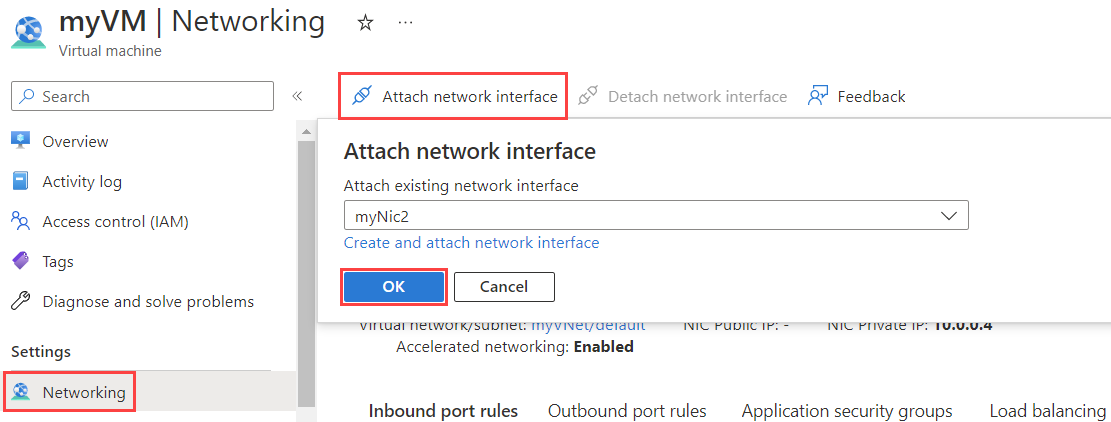 myVM | Networking
Virtual machine
Search
Attach network interface
Detach network interface
Feedback
Overview
Activity log
Access control (IAM)
Tags
Diagnose and solve problems
Settings
Networking
Attach network interface
Attach existing network interface
myNic2
Create and attach network interface
OK
Cancel
Virtual network/subnet: myVNet/default NIC Public IP: - NIC Private IP: 10.0.0.4
Accelerated networking: Enabled
Inbound port rules
Outbound port rules
Application security groups
Load balancing